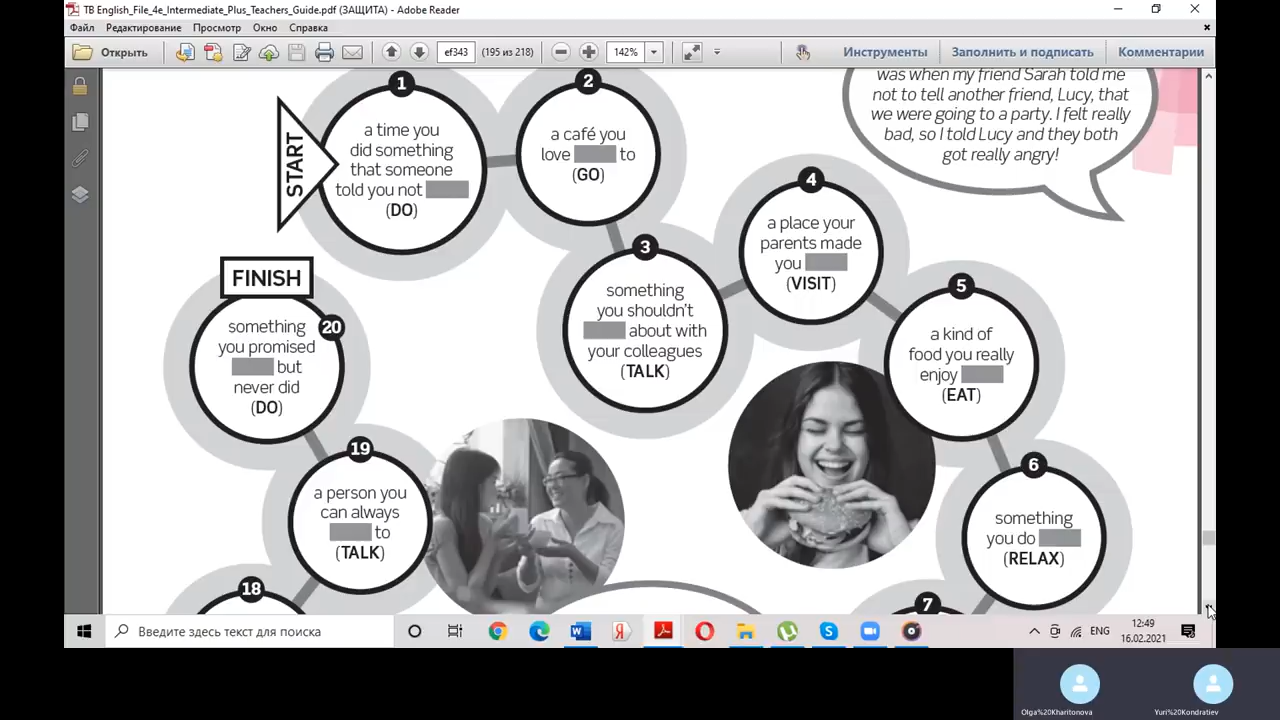 TB English_File_4e_Intermediate_Plus_Teachers_Guide.pdf (ЗАЩИТА) - Adobe Reader
Файл Редактирование Просмотр Окно Справка
Открыть ef343 (195 из 218) 142% Инструменты Заполнить и подписать Комментарии
was when my friend Sarah told me
not to tell another friend, Lucy, that
we were going to a party. I felt really
bad, so I told Lucy and they both
got really angry!
START
1
a time you
did something
that someone
told you not
(DO)
2
a café you
love to
(GO)
3
something
you shouldn't
about with
your colleagues
(TALK)
4
a place your
parents made
you
(VISIT)
5
a kind of
food you really
enjoy
(EAT)
6
something
you do
(RELAX)
7
18
19
a person you
can always
to
(TALK)
FINISH
20
something
you promised
but
never did
(DO)
Введите здесь текст для поиска
ENG
12:49
16.02.2021
Olga%20Kharitonova
Yuri%20Kondratiev